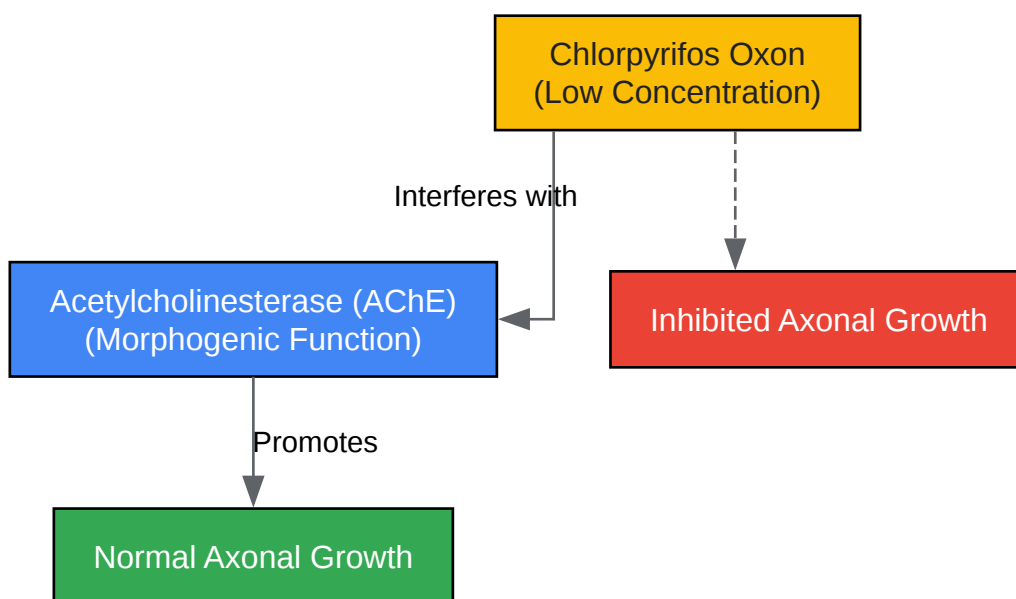 Chlorpyrifos Oxon
(Low Concentration)
Interferes with
Acetylcholinesterase (AChE)
(Morphogenic Function)
Inhibited Axonal Growth
Promotes
Normal Axonal Growth